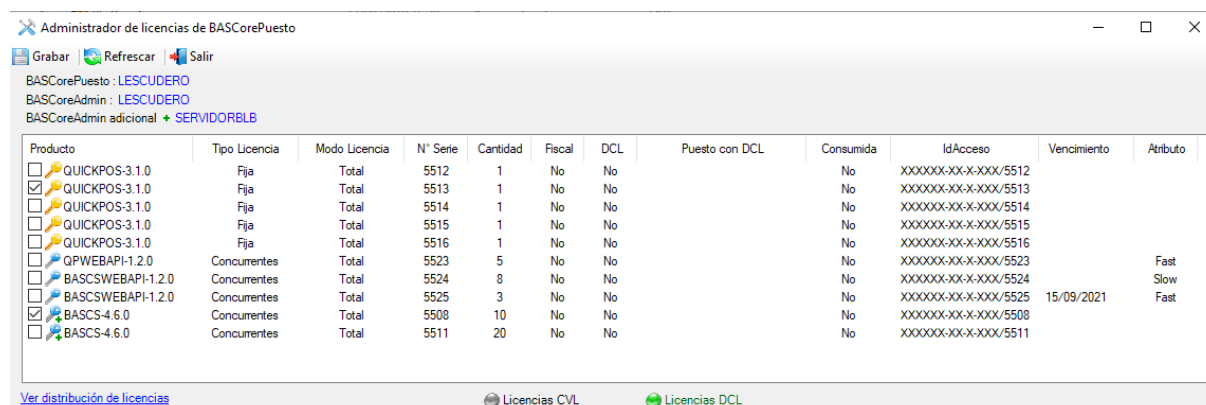 Administrador de licencias de BASCorePuesto
Grabar Refrescar Salir
BASCorePuesto : LESCUDERO
BASCoreAdmin : LESCUDERO
BASCoreAdmin adicional + SERVIDORBLB
Producto Tipo Licencia Modo Licencia N° Serie Cantidad Fiscal DCL Puesto con DCL Consumida IdAcceso Vencimiento Atributo
QUICKPOS-3.1.0 Fija Total 5512 1 No No No XXXXXX-XX-X-XXX/5512
QUICKPOS-3.1.0 Fija Total 5513 1 No No No XXXXXX-XX-X-XXX/5513
QUICKPOS-3.1.0 Fija Total 5514 1 No No No XXXXXX-XX-X-XXX/5514
QUICKPOS-3.1.0 Fija Total 5515 1 No No No XXXXXX-XX-X-XXX/5515
QUICKPOS-3.1.0 Fija Total 5516 1 No No No XXXXXX-XX-X-XXX/5516
QPWEBAPI-1.2.0 Concurrentes Total 5523 5 No No No XXXXXX-XX-X-XXX/5523 Fast
BASCSWEBAPI-1.2.0 Concurrentes Total 5524 8 No No No XXXXXX-XX-X-XXX/5524 Slow
BASCSWEBAPI-1.2.0 Concurrentes Total 5525 3 No No No XXXXXX-XX-X-XXX/5525 15/09/2021 Fast
BASCS-4.6.0 Concurrentes Total 5508 10 No No No XXXXXX-XX-X-XXX/5508
BASCS-4.6.0 Concurrentes Total 5511 20 No No No XXXXXX-XX-X-XXX/5511
Ver distribución de licencias Licencias CVL Licencias DCL